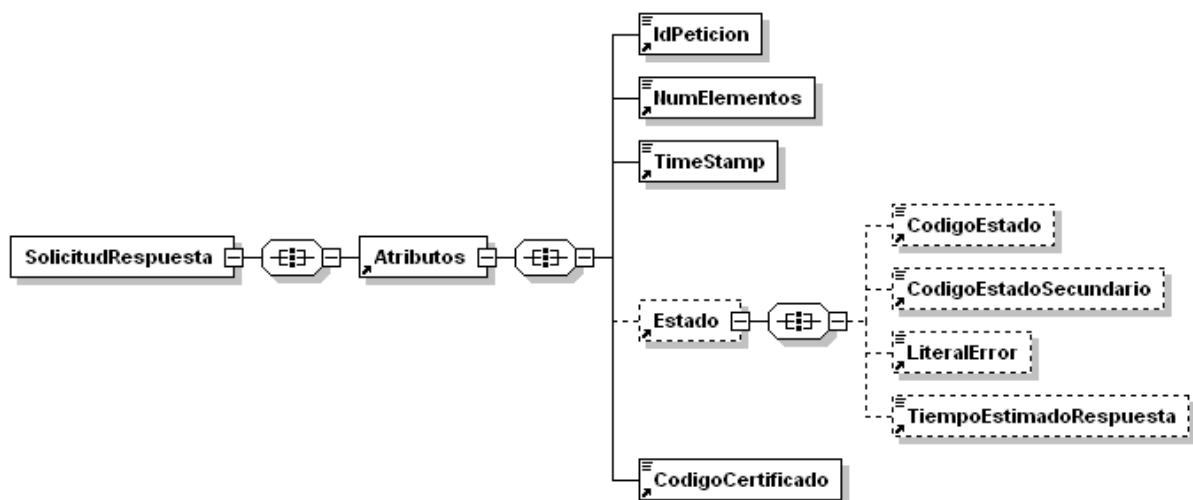 IdPeticion
NumElementos
TimeStamp
CodigoEstado
SolicitudRespuesta
Atributos
CodigoEstadoSecundario
Estado
LiteralError
TiempoEstimadoRespuesta
CodigoCertificado